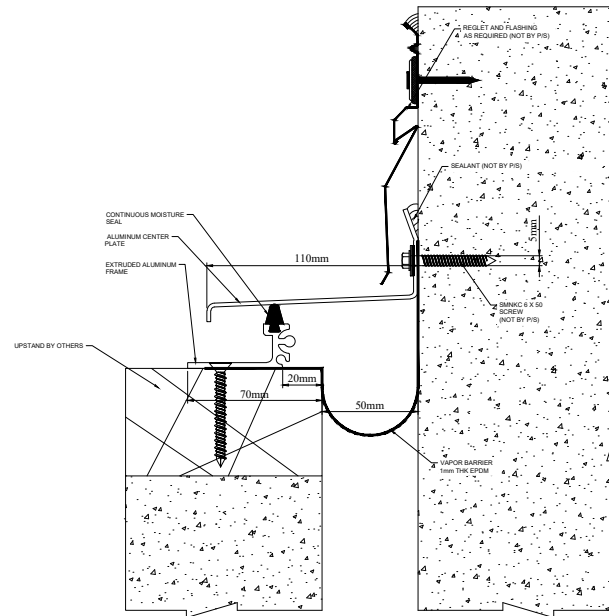 REGLET AND FLASHING
AS REQUIRED (NOT BY P/S)
SEALANT (NOT BY P/S)
CONTINUOUS MOISTURE
SEAL
ALUMINUM CENTER
PLATE
EXTRUDED ALUMINUM
FRAME
110mm
5mm
SMNKC 6 X 50
SCREW
(NOT BY P/S)
UPSTAND BY OTHERS
20mm
70mm
50mm
VAPOR BARRIER
1mm THK EPDM